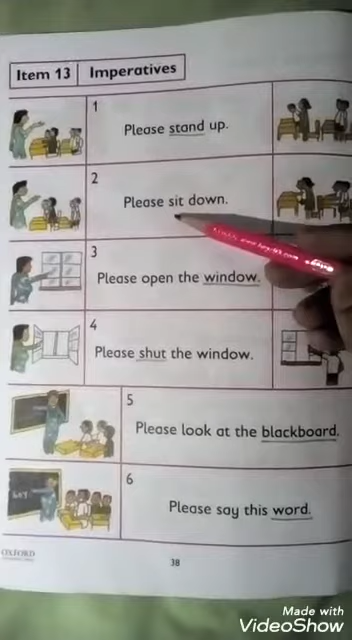 Item 13 Imperatives
1
Please stand up.
2
Please sit down.
3
Please open the window.
4
Please shut the window.
5
Please look at the blackboard.
6
Please say this word.
OXFORD
38
Made with
VideoShow